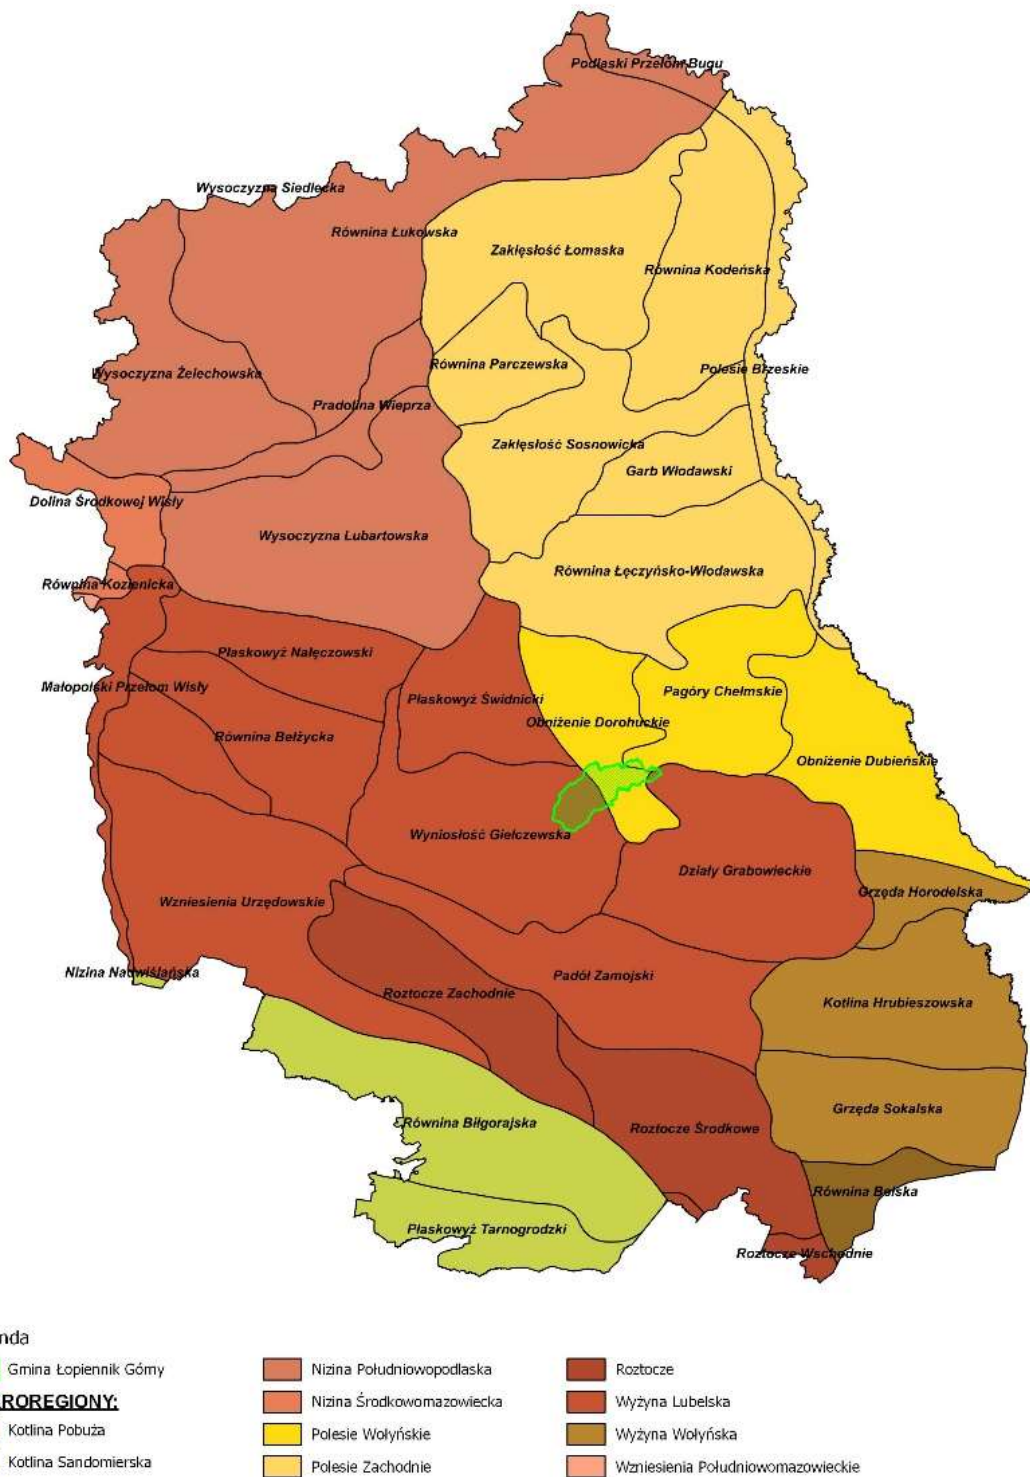 Podlaski Przełom Bugu
Wysoczyzna Siedlecka
Równina Łukowska
Zaklęsłość Łomaska
Równina Kodeńska
Równina Parczewska
Polesie Brzeskie
Wysoczyzna Żelechowska
Pradolina Wieprza
Zaklęsłość Sosnowicka
Garb Włodawski
Dolina Środkowej Wisły
Wysoczyzna Lubartowska
Równina Łęczyńsko-Włodawska
Równina Kozienicka
Płaskowyż Nałęczowski
Małopolski Przełom Wisły
Płaskowyż Świdnicki
Pagóry Chełmskie
Obniżenie Dorohuckie
Równina Bełżycka
Obniżenie Dubieńskie
Wyniosłość Giełczewska
Działy Grabowieckie
Grzęda Horodelska
Wzniesienia Urzędowskie
Nizina Nadwiślańska
Padół Zamojski
Roztocze Zachodnie
Kotlina Hrubieszowska
Grzęda Sokalska
Równina Biłgorajska
Roztocze Środkowe
Równina Bełska
Płaskowyż Tarnogrodzki
Roztocze Wschodnie
nda
Gmina Łopiennik Górny
ROREGIONY:
Kotlina Pobuża
Kotlina Sandomierska
Nizina Południowopodlaska
Nizina Środkowomazowiecka
Polesie Wołyńskie
Polesie Zachodnie
Roztocze
Wyżyna Lubelska
Wyżyna Wołyńska
Wzniesienia Południowomazowieckie